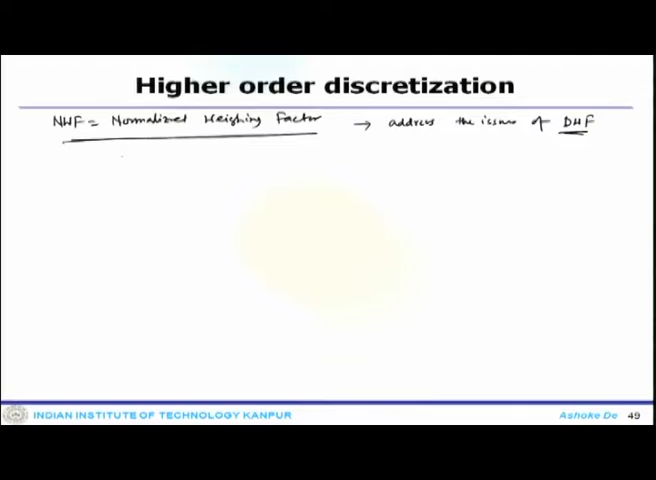 Higher order discretization
NWF = Normalized Weighing Factor → address the issue of DWF
INDIAN INSTITUTE OF TECHNOLOGY KANPUR
Ashoke De 49